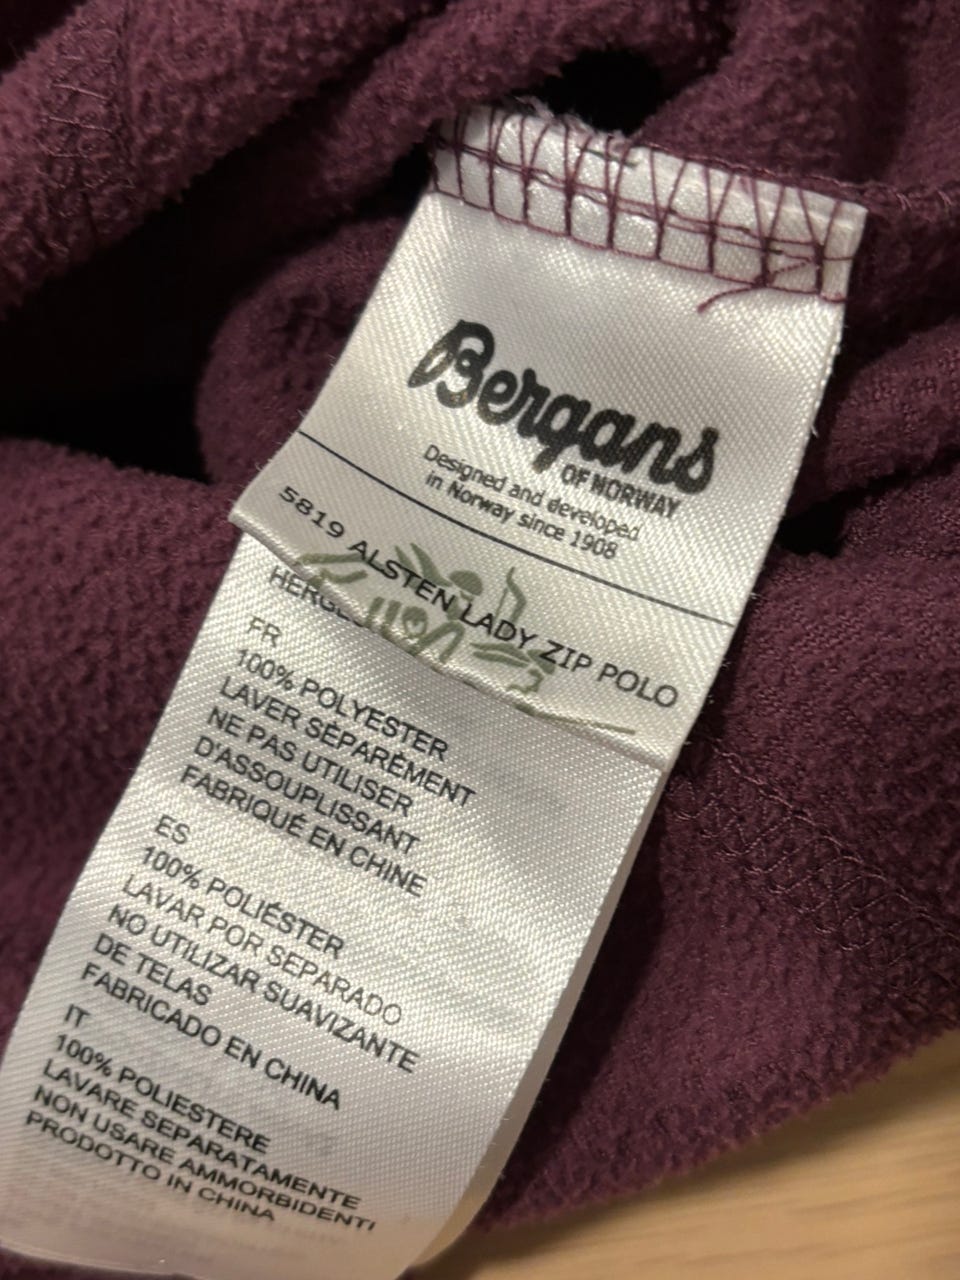 Bergans
OF NORWAY
Designed and developed
in Norway since 1908
5819 ALSTEN LADY ZIP POLO
FR
100% POLYESTER
LAVER SÉPARÉMENT
NE PAS UTILISER
D'ASSOUPLISSANT
FABRIQUÉ EN CHINE
ES
100% POLIÉSTER
LAVAR POR SEPARADO
NO UTILIZAR SUAVIZANTE
DE TELAS
FABRICADO EN CHINA
IT
100% POLIESTERE
LAVARE SEPARATAMENTE
NON USARE AMMORBIDENTI
PRODOTTO IN CHINA